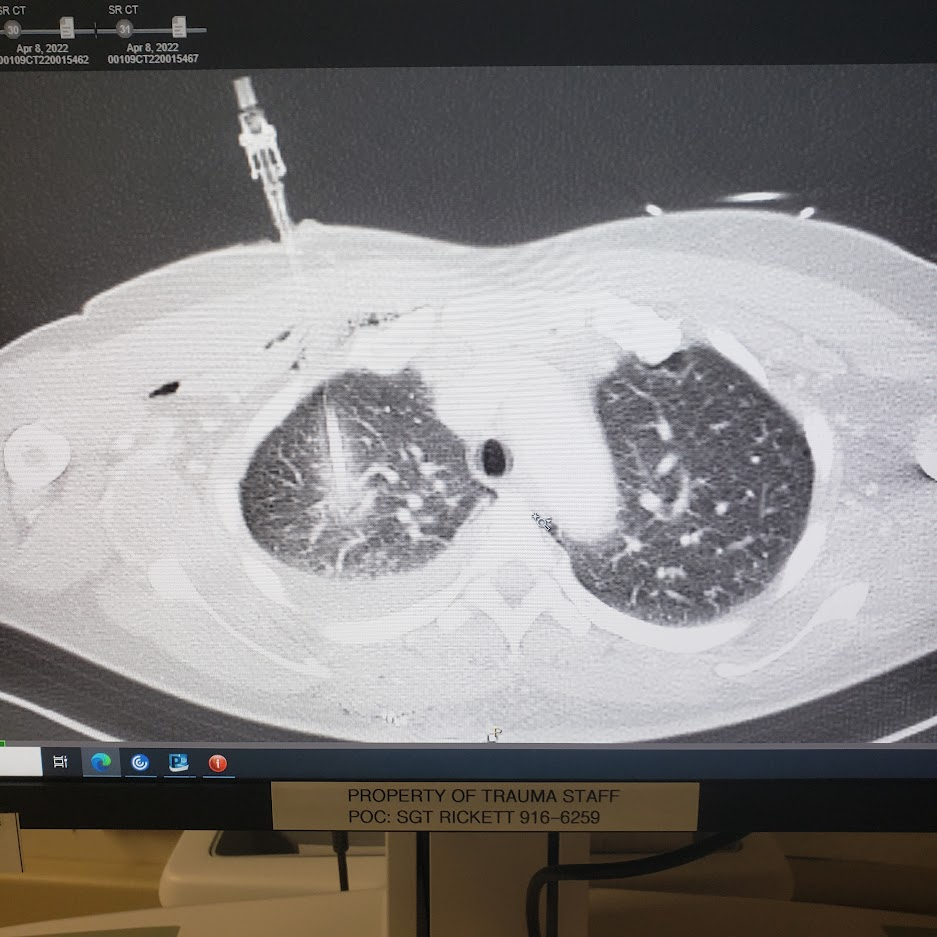 SR CT
30
Apr 8, 2022
00109CT220015462
SR CT
31
Apr 8, 2022
00109CT220015467
PROPERTY OF TRAUMA STAFF
POC: SGT RICKETT 916-6259